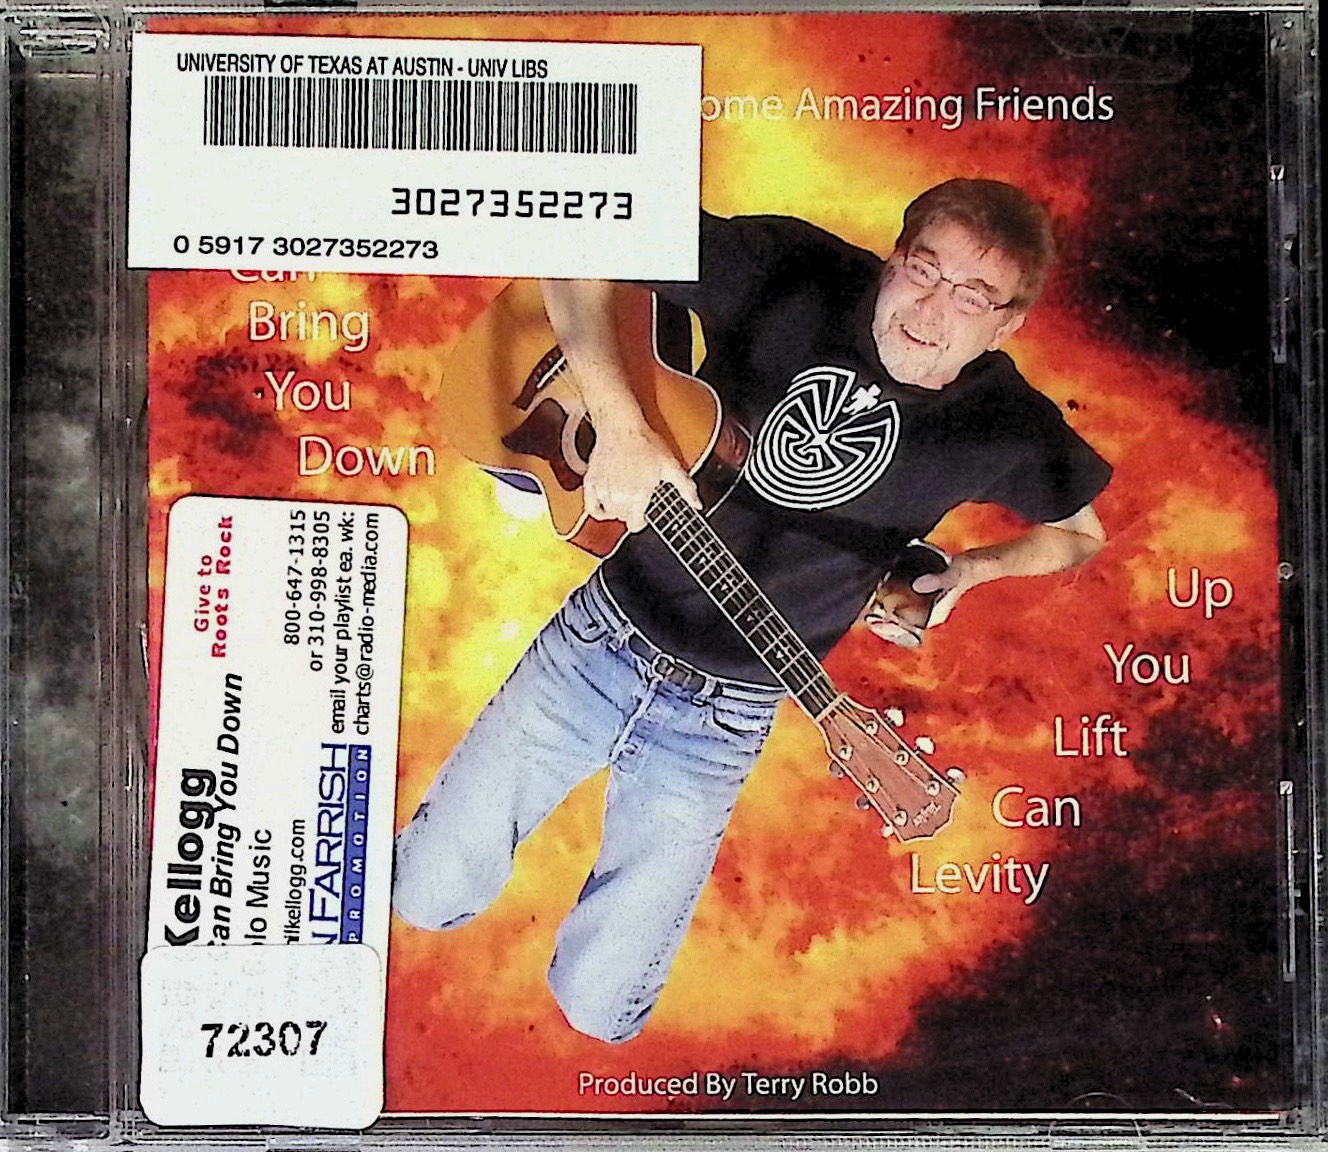 UNIVERSITY OF TEXAS AT AUSTIN - UNIV LIBS
3027352273
0 5917 3027352273
ome Amazing Friends
Can
Bring
You
Down
Up
You
Lift
Can
Levity
Give to
Roots Rock
Kellogg
an Bring You Down
lo Music
800-647-1315
or 310-998-8305
ilkellogg.com
email your playlist ea. wk:
charts@radio-media.com
N FARRISH
PROMOTION
72307
Produced By Terry Robb